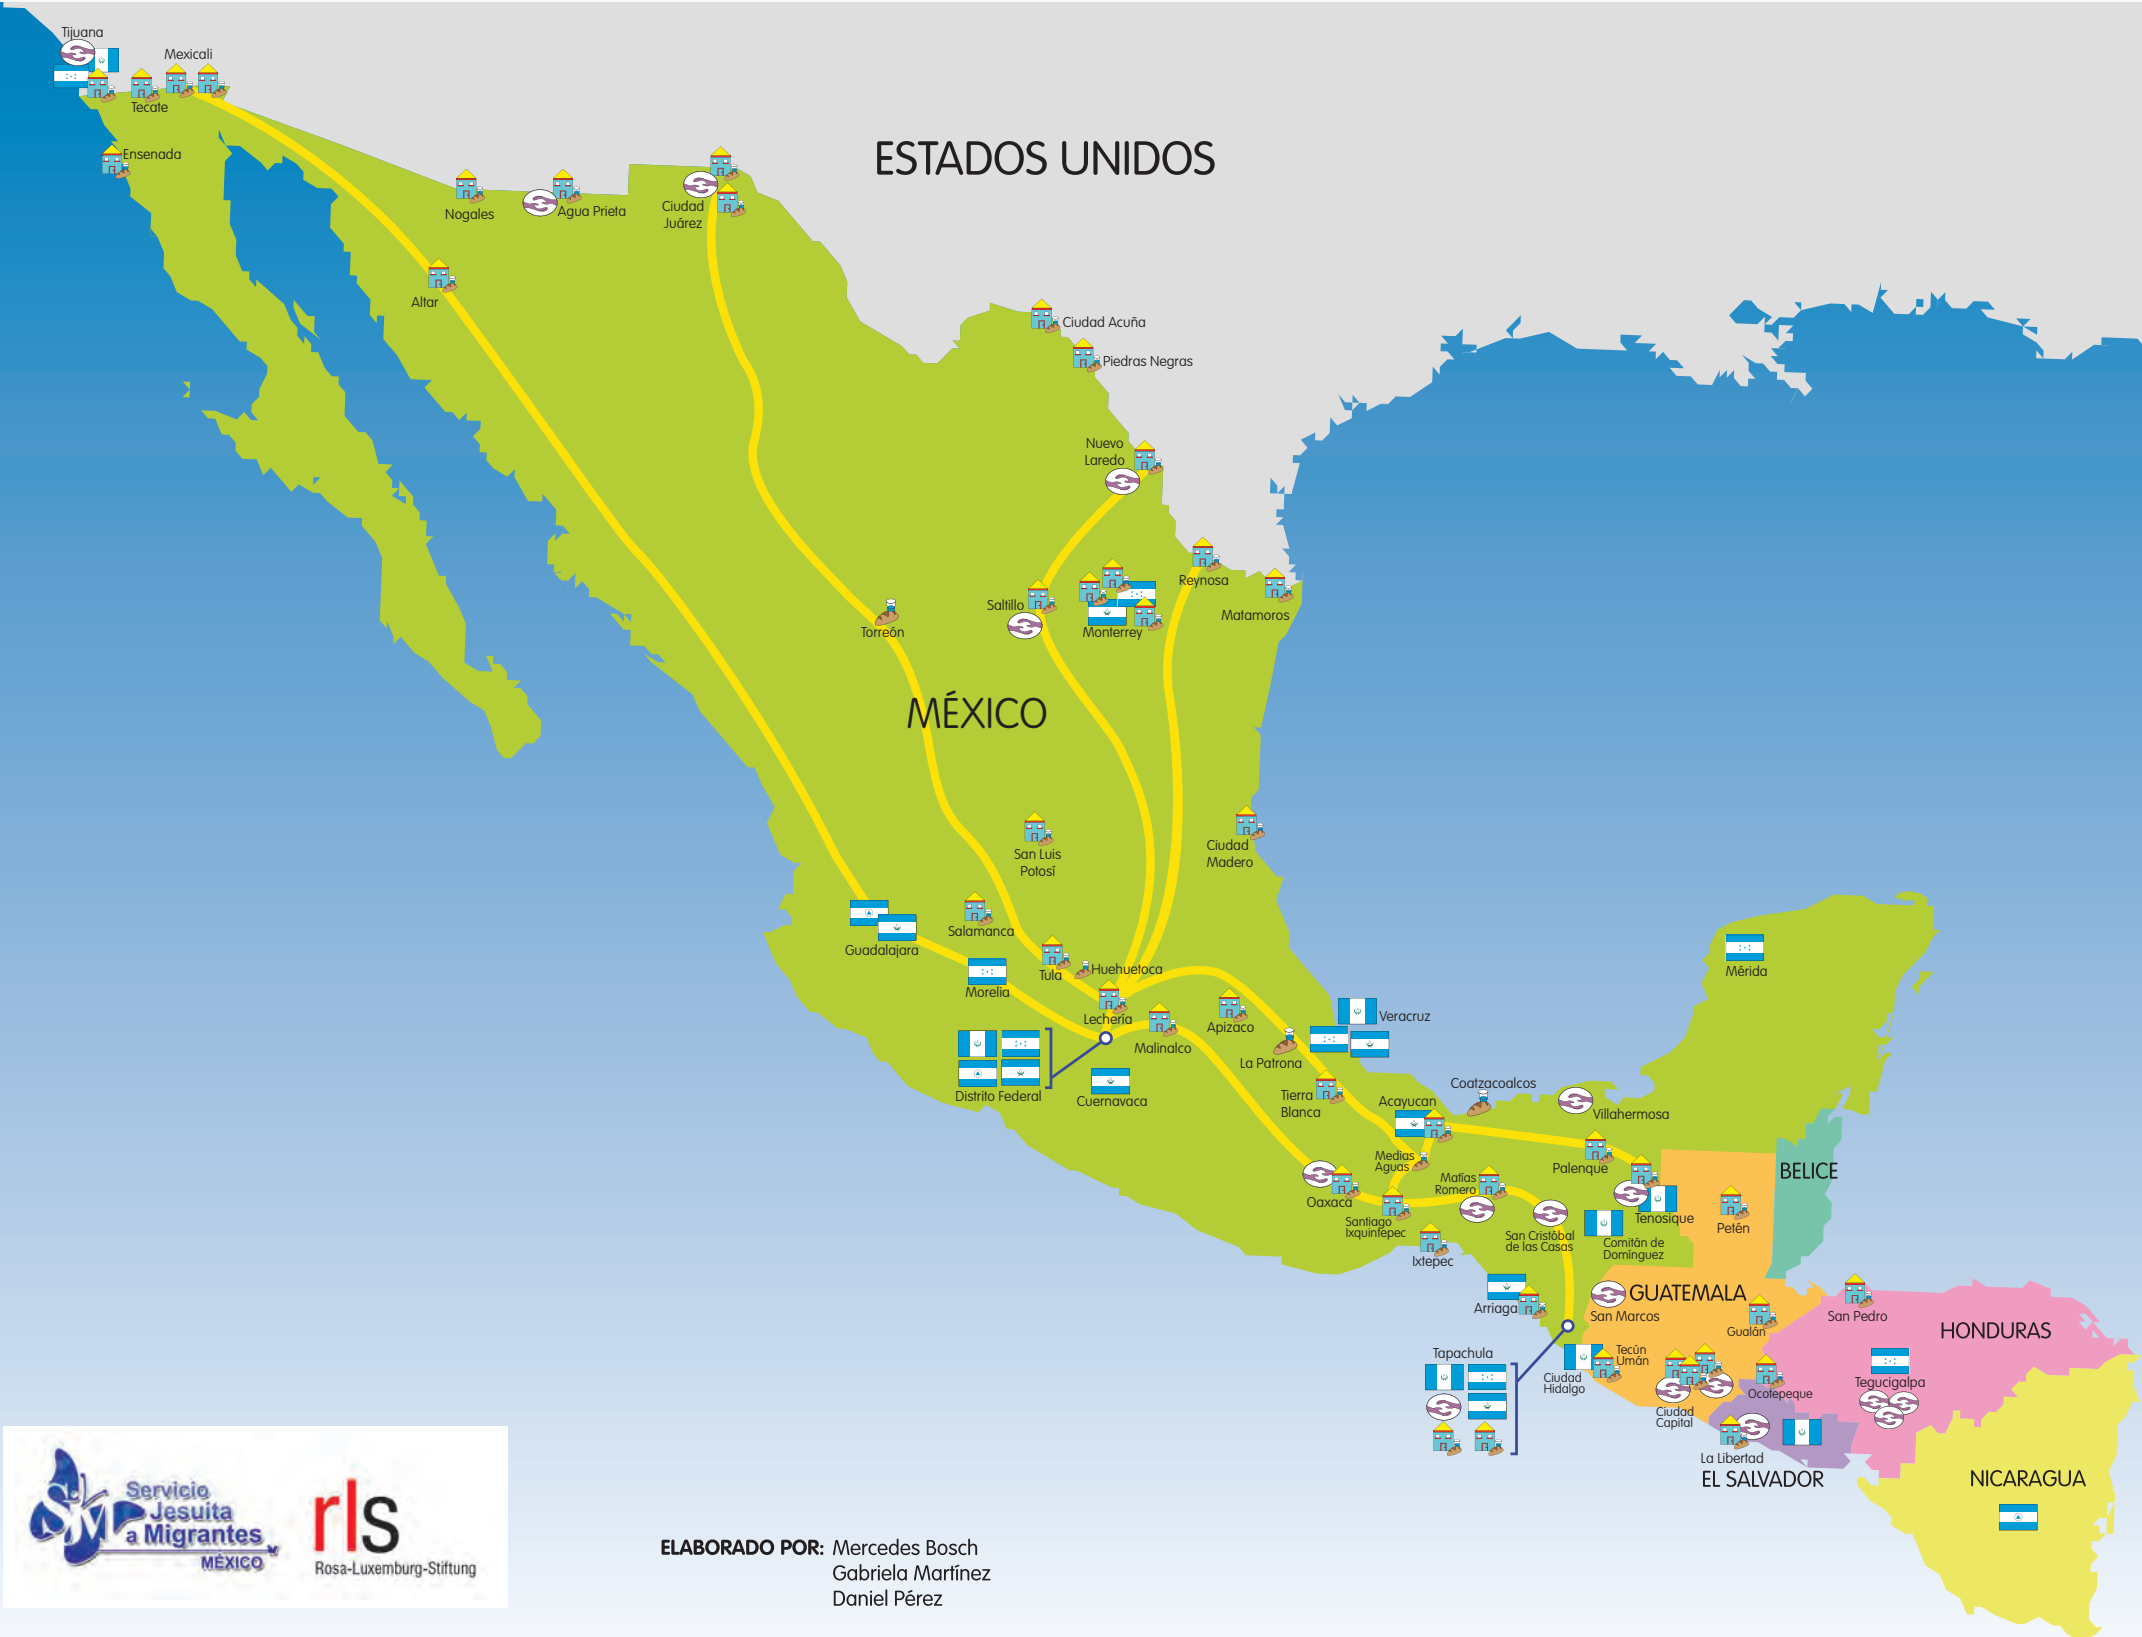 Tijuana
Mexicali
Tecate
Ensenada
ESTADOS UNIDOS
Nogales
Agua Prieta
Ciudad
Juárez
Altar
Ciudad Acuña
Piedras Negras
Nuevo
Laredo
Reynosa
Saltillo
Matamoros
Torreón
Monterrey
MÉXICO
San Luis
Potosí
Ciudad
Madero
Salamanca
Guadalajara
Tula
Huehuetoca
Morelia
Mérida
Lechería
Apizaco
Veracruz
Malinalco
La Patrona
Distrito Federal
Cuernavaca
Tierra
Blanca
Acayucan
Coatzacoalcos
Villahermosa
Medias
Aguas
Palenque
BELICE
Matías
Romero
Oaxaca
Santiago
Ixquintepec
San Cristóbal
de las Casas
Tenosique
Petén
Comitán de
Domínguez
Ixtepec
Arriaga
GUATEMALA
San Marcos
Gualán
San Pedro
HONDURAS
Tapachula
Tecún
Umán
Ciudad
Hidalgo
Ocotepeque
Tegucigalpa
Ciudad
Capital
La Libertad
EL SALVADOR
NICARAGUA
SJM
Servicio
Jesuita
a Migrantes
MÉXICO
rls
Rosa-Luxemburg-Stiftung
ELABORADO POR: Mercedes Bosch
Gabriela Martínez
Daniel Pérez